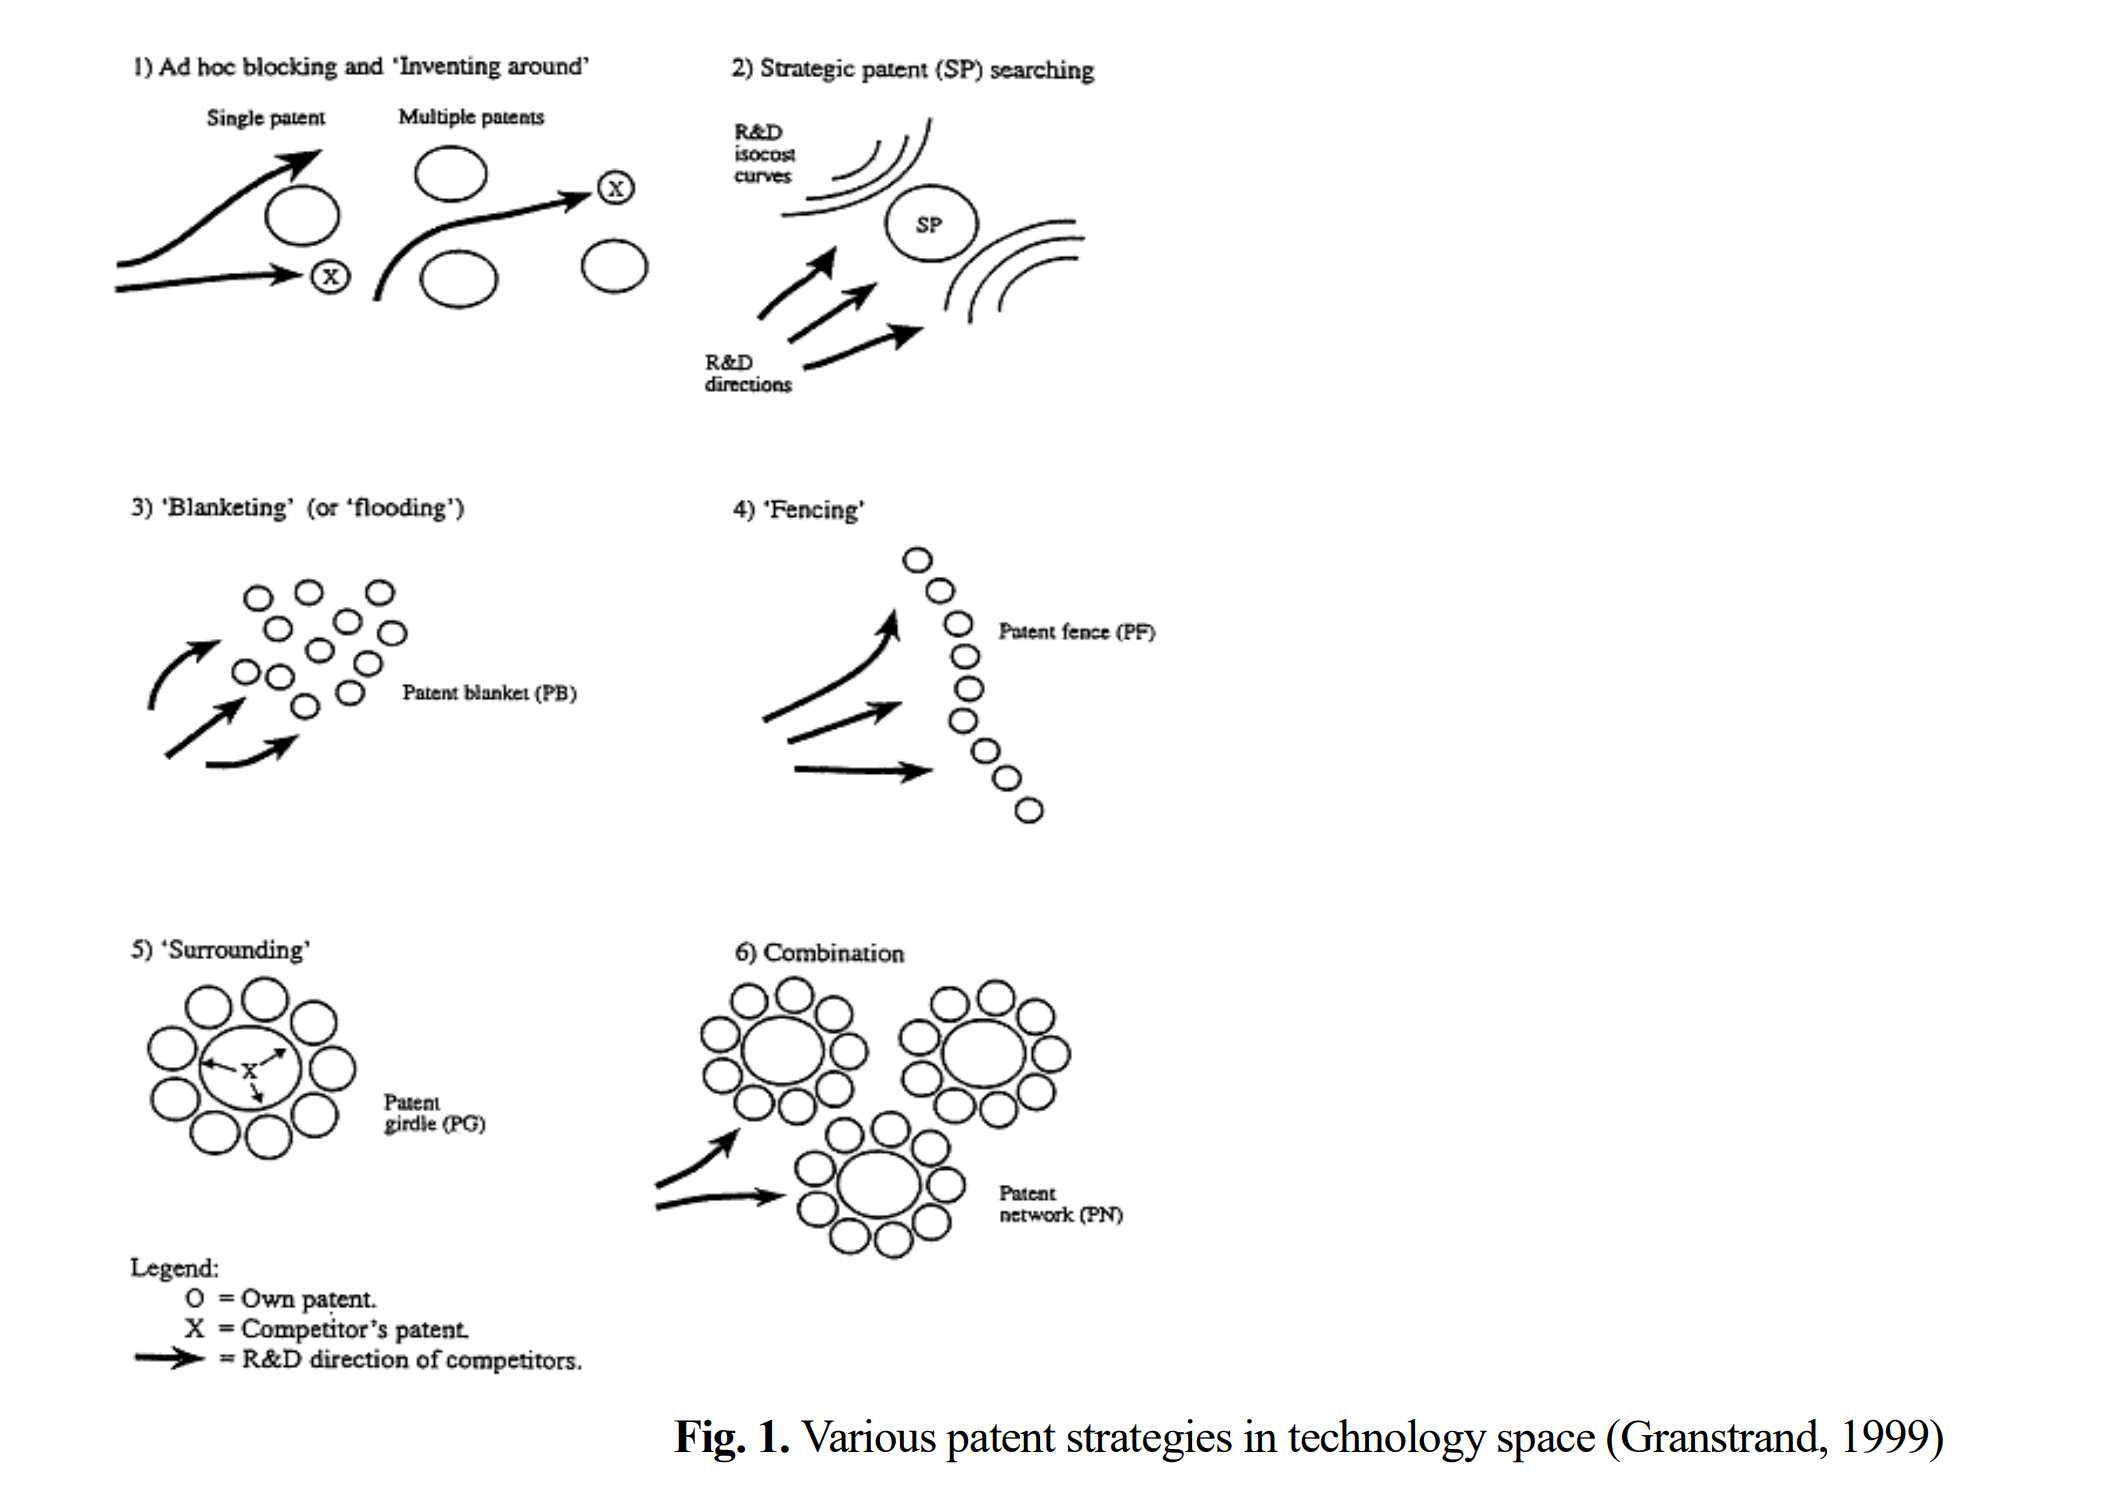 1) Ad hoc blocking and ‘Inventing around’
Single patent
Multiple patents
X
X
2) Strategic patent (SP) searching
R&D
isocost
curves
SP
R&D
directions
3) ‘Blanketing’ (or ‘flooding’)
Patent blanket (PB)
4) ‘Fencing’
Patent fence (PF)
5) ‘Surrounding’
X
Patent
girdle (PG)
6) Combination
Patent
network (PN)
Legend:
O = Own patent.
X = Competitor’s patent.
= R&D direction of competitors.
Fig. 1. Various patent strategies in technology space (Granstrand, 1999)